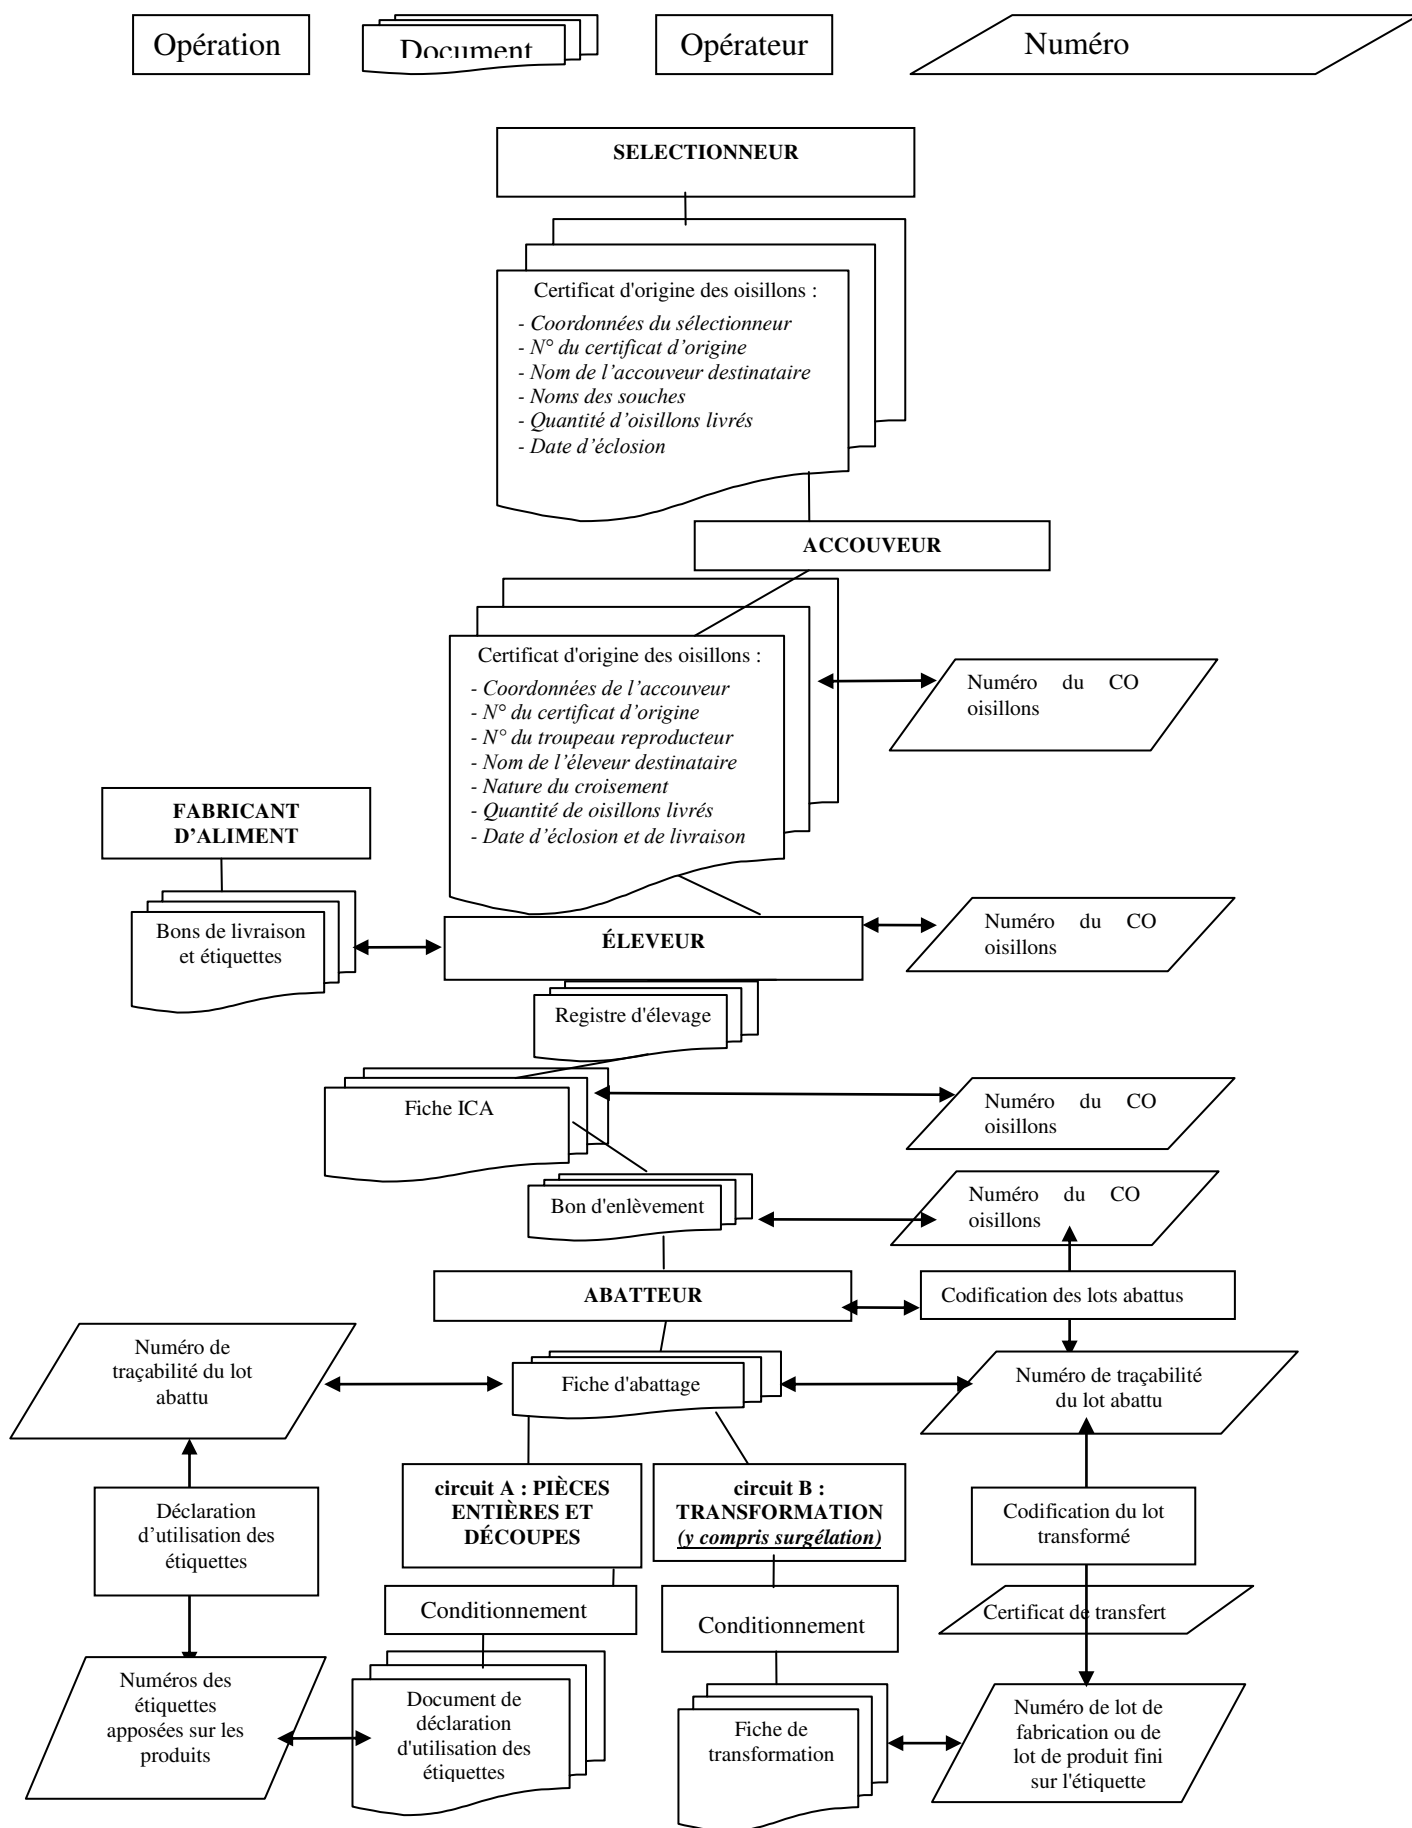 Opération
Document
Opérateur
Numéro
SELECTIONNEUR
Certificat d'origine des oisillons :
- Coordonnées du sélectionneur
- N° du certificat d’origine
- Nom de l’accouveur destinataire
- Noms des souches
- Quantité d’oisillons livrés
- Date d’éclosion
ACCOUVEUR
Certificat d'origine des oisillons :
- Coordonnées de l’accouveur
- N° du certificat d’origine
- N° du troupeau reproducteur
- Nom de l’éleveur destinataire
- Nature du croisement
- Quantité de oisillons livrés
- Date d’éclosion et de livraison
Numéro du CO
oisillons
FABRICANT
D’ALIMENT
Bons de livraison
et étiquettes
ÉLEVEUR
Numéro du CO
oisillons
Registre d'élevage
Fiche ICA
Numéro du CO
oisillons
Bon d'enlèvement
Numéro du CO
oisillons
ABATTEUR
Codification des lots abattus
Numéro de
traçabilité du lot
abattu
Fiche d'abattage
Numéro de traçabilité
du lot abattu
Déclaration
d’utilisation des
étiquettes
circuit A : PIÈCES
ENTIÈRES ET
DÉCOUPES
circuit B :
TRANSFORMATION
(y compris surgélation)
Codification du lot
transformé
Conditionnement
Conditionnement
Certificat de transfert
Numéros des
étiquettes
apposées sur les
produits
Document de
déclaration
d'utilisation des
étiquettes
Fiche de
transformation
Numéro de lot de
fabrication ou de
lot de produit fini
sur l'étiquette